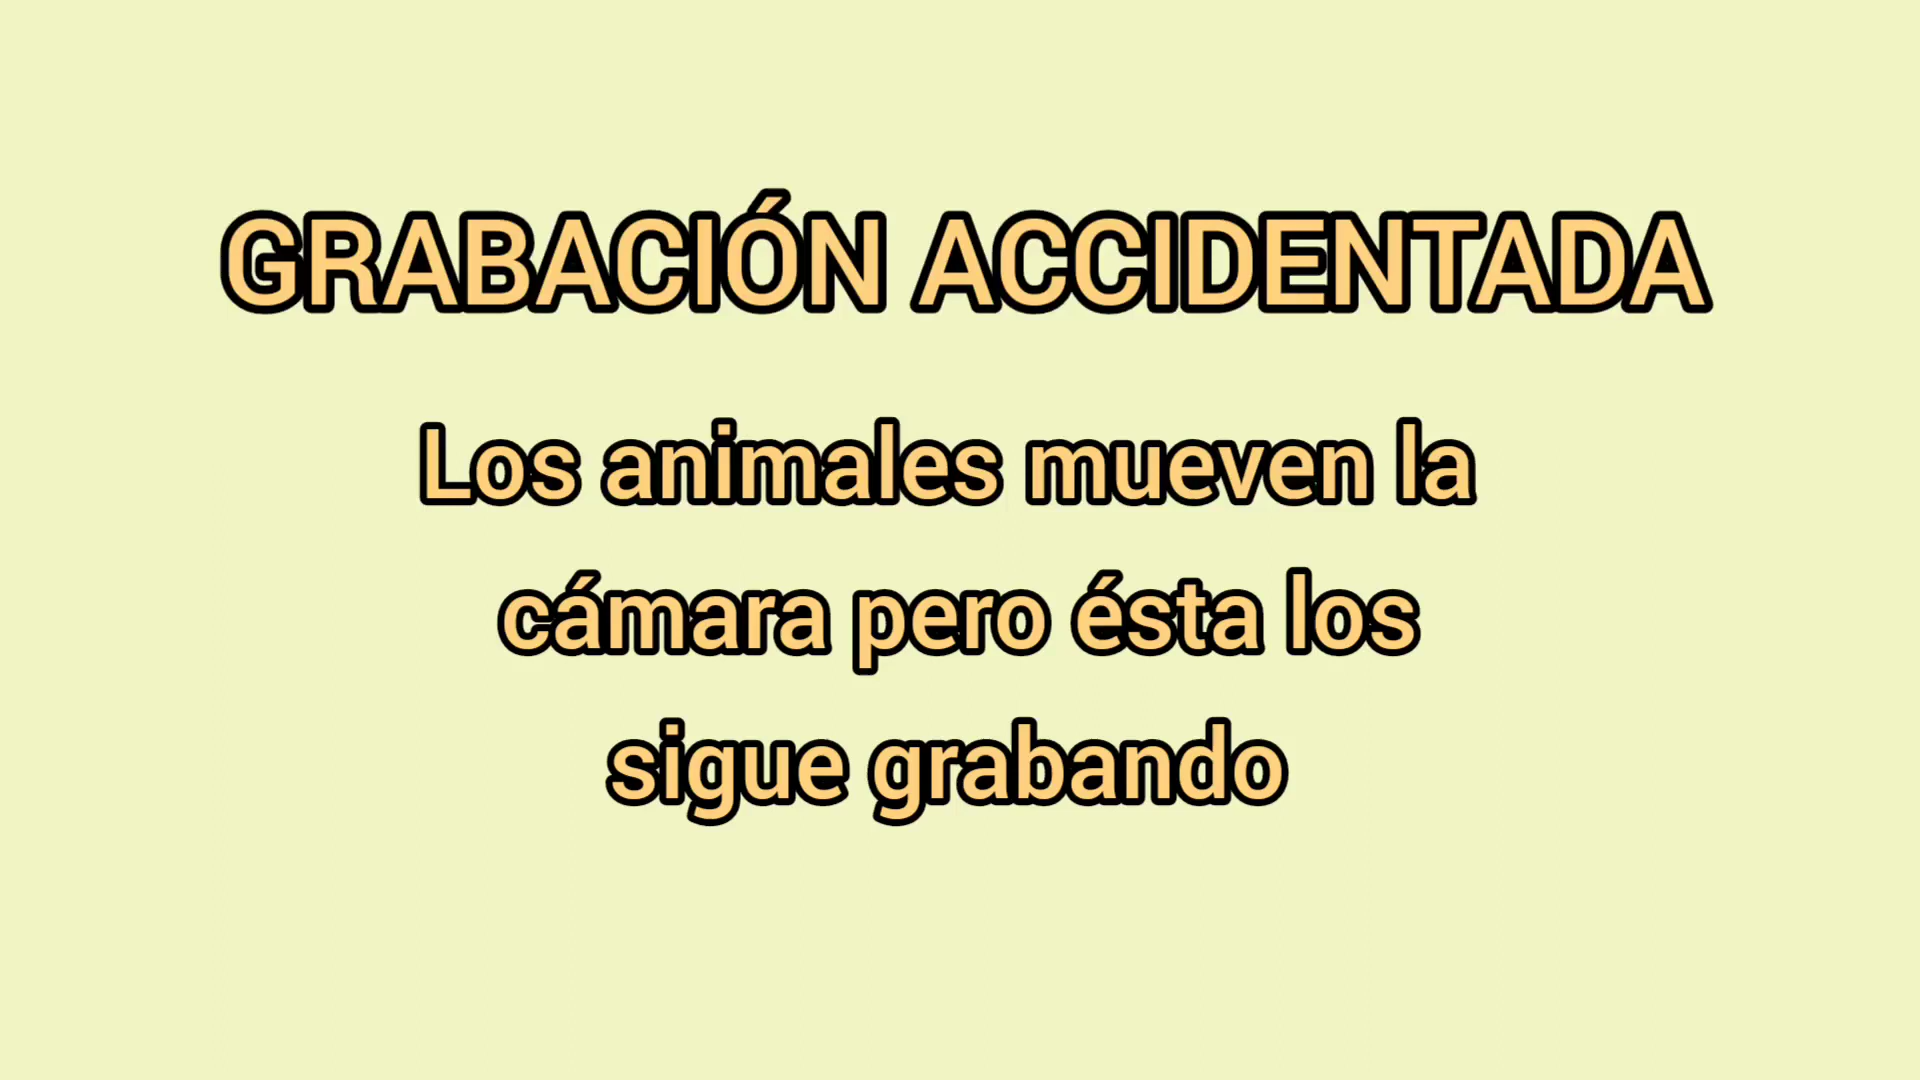 GRABACIÓN ACCIDENTADA
Los animales mueven la
cámara pero ésta los
sigue grabando